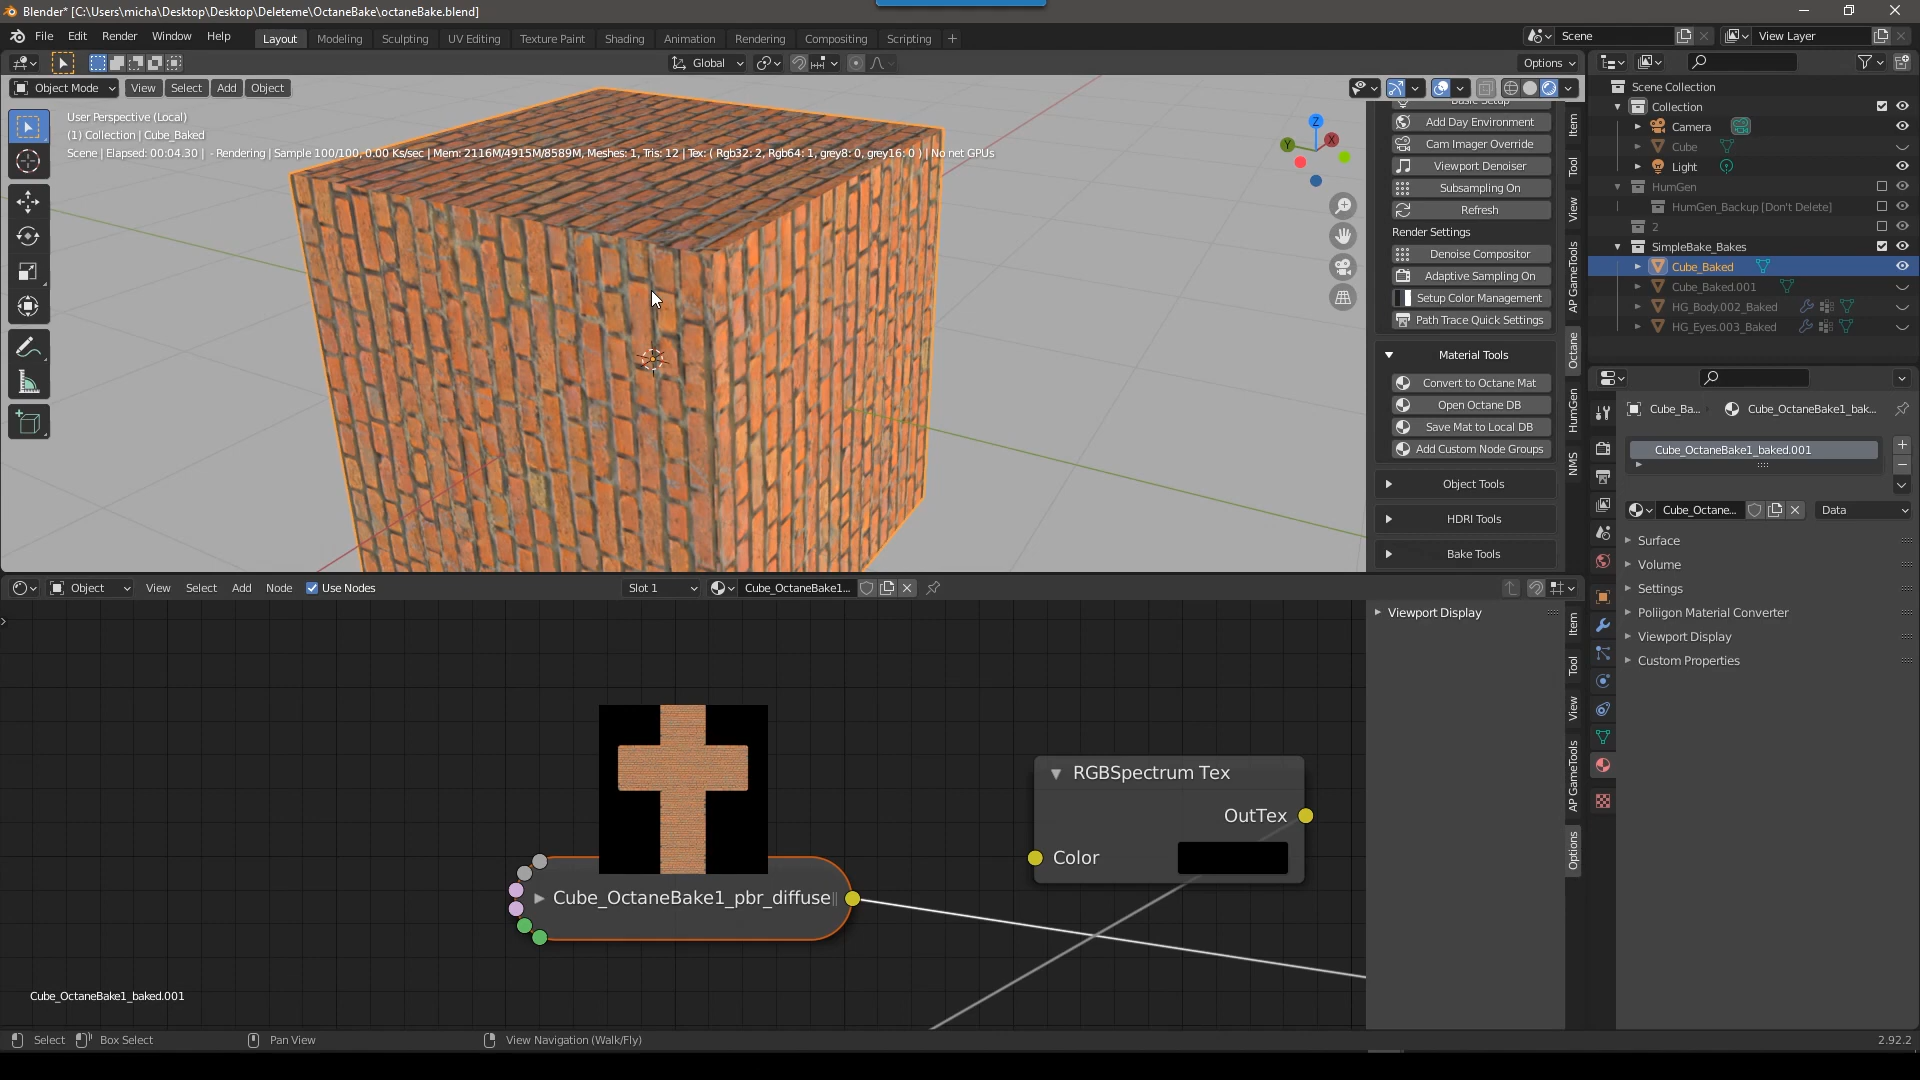 Blender* [C:\Users\micha\Desktop\Desktop\Deleteme\OctaneBake\octaneBake.blend]
File Edit Render Window Help Layout Modeling Sculpting UV Editing Texture Paint Shading Animation Rendering Compositing Scripting + Scene View Layer
Global Options
Object Mode View Select Add Object
User Perspective (Local)
(1) Collection | Cube_Baked
Scene | Elapsed: 00:04.30 | - Rendering | Sample 100/100, 0.00 Ks/sec | Mem: 2116M/4915M/8589M, Meshes: 1, Tris: 12 | Tex: ( Rgb32: 2, Rgb64: 1, grey8: 0, grey16: 0 ) | No net GPUs
Z
Y
X
Basic Setup
Add Day Environment
Cam Imager Override
Viewport Denoiser
Subsampling On
Refresh
Render Settings
Denoise Compositor
Adaptive Sampling On
Setup Color Management
Path Trace Quick Settings
Material Tools
Convert to Octane Mat
Open Octane DB
Save Mat to Local DB
Add Custom Node Groups
Object Tools
HDRI Tools
Bake Tools
Item
Tool
View
AP GameTools
Octane
HumGen
NMS
Scene Collection
Collection
Camera
Cube
Light
HumGen
HumGen_Backup [Don't Delete]
2
SimpleBake_Bakes
Cube_Baked
Cube_Baked.001
HG_Body.002_Baked
HG_Eyes.003_Baked
Cube_Ba... Cube_OctaneBake1_bak...
Cube_OctaneBake1_baked.001
Cube_Octane... Data
Surface
Volume
Settings
Poliigon Material Converter
Viewport Display
Custom Properties
Object View Select Add Node Use Nodes Slot 1 Cube_OctaneBake1...
Viewport Display
Item
Tool
View
AP GameTools
Options
RGBSpectrum Tex
OutTex
Color
Cube_OctaneBake1_pbr_diffuse
Cube_OctaneBake1_baked.001
Select Box Select Pan View View Navigation (Walk/Fly) 2.92.2